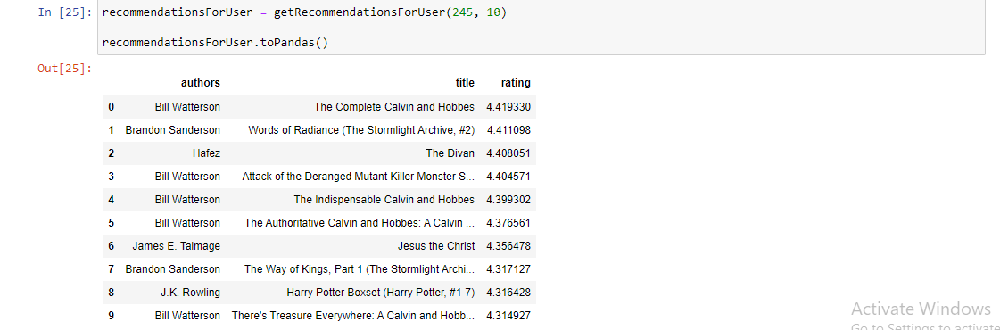 In [25]: recommendationsForUser = getRecommendationsForUser(245, 10)
recommendationsForUser.toPandas()
Out[25]:
authors title rating
0 Bill Watterson The Complete Calvin and Hobbes 4.419330
1 Brandon Sanderson Words of Radiance (The Stormlight Archive, #2) 4.411098
2 Hafez The Divan 4.408051
3 Bill Watterson Attack of the Deranged Mutant Killer Monster S... 4.404571
4 Bill Watterson The Indispensable Calvin and Hobbes 4.399302
5 Bill Watterson The Authoritative Calvin and Hobbes: A Calvin ... 4.376561
6 James E. Talmage Jesus the Christ 4.356478
7 Brandon Sanderson The Way of Kings, Part 1 (The Stormlight Archi... 4.317127
8 J.K. Rowling Harry Potter Boxset (Harry Potter, #1-7) 4.316428
9 Bill Watterson There's Treasure Everywhere: A Calvin and Hobb... 4.314927
Activate Windows
Go to Settings to activate